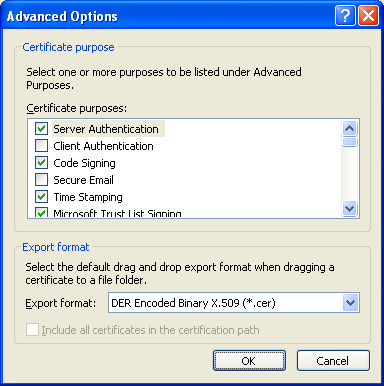 Advanced Options
Certificate purpose
Select one or more purposes to be listed under Advanced
Purposes.
Certificate purposes:
Server Authentication
Client Authentication
Code Signing
Secure Email
Time Stamping
Microsoft Trust List Signing
Export format
Select the default drag and drop export format when dragging a
certificate to a file folder.
Export format: DER Encoded Binary X.509 (*.cer)
Include all certificates in the certification path
OK Cancel